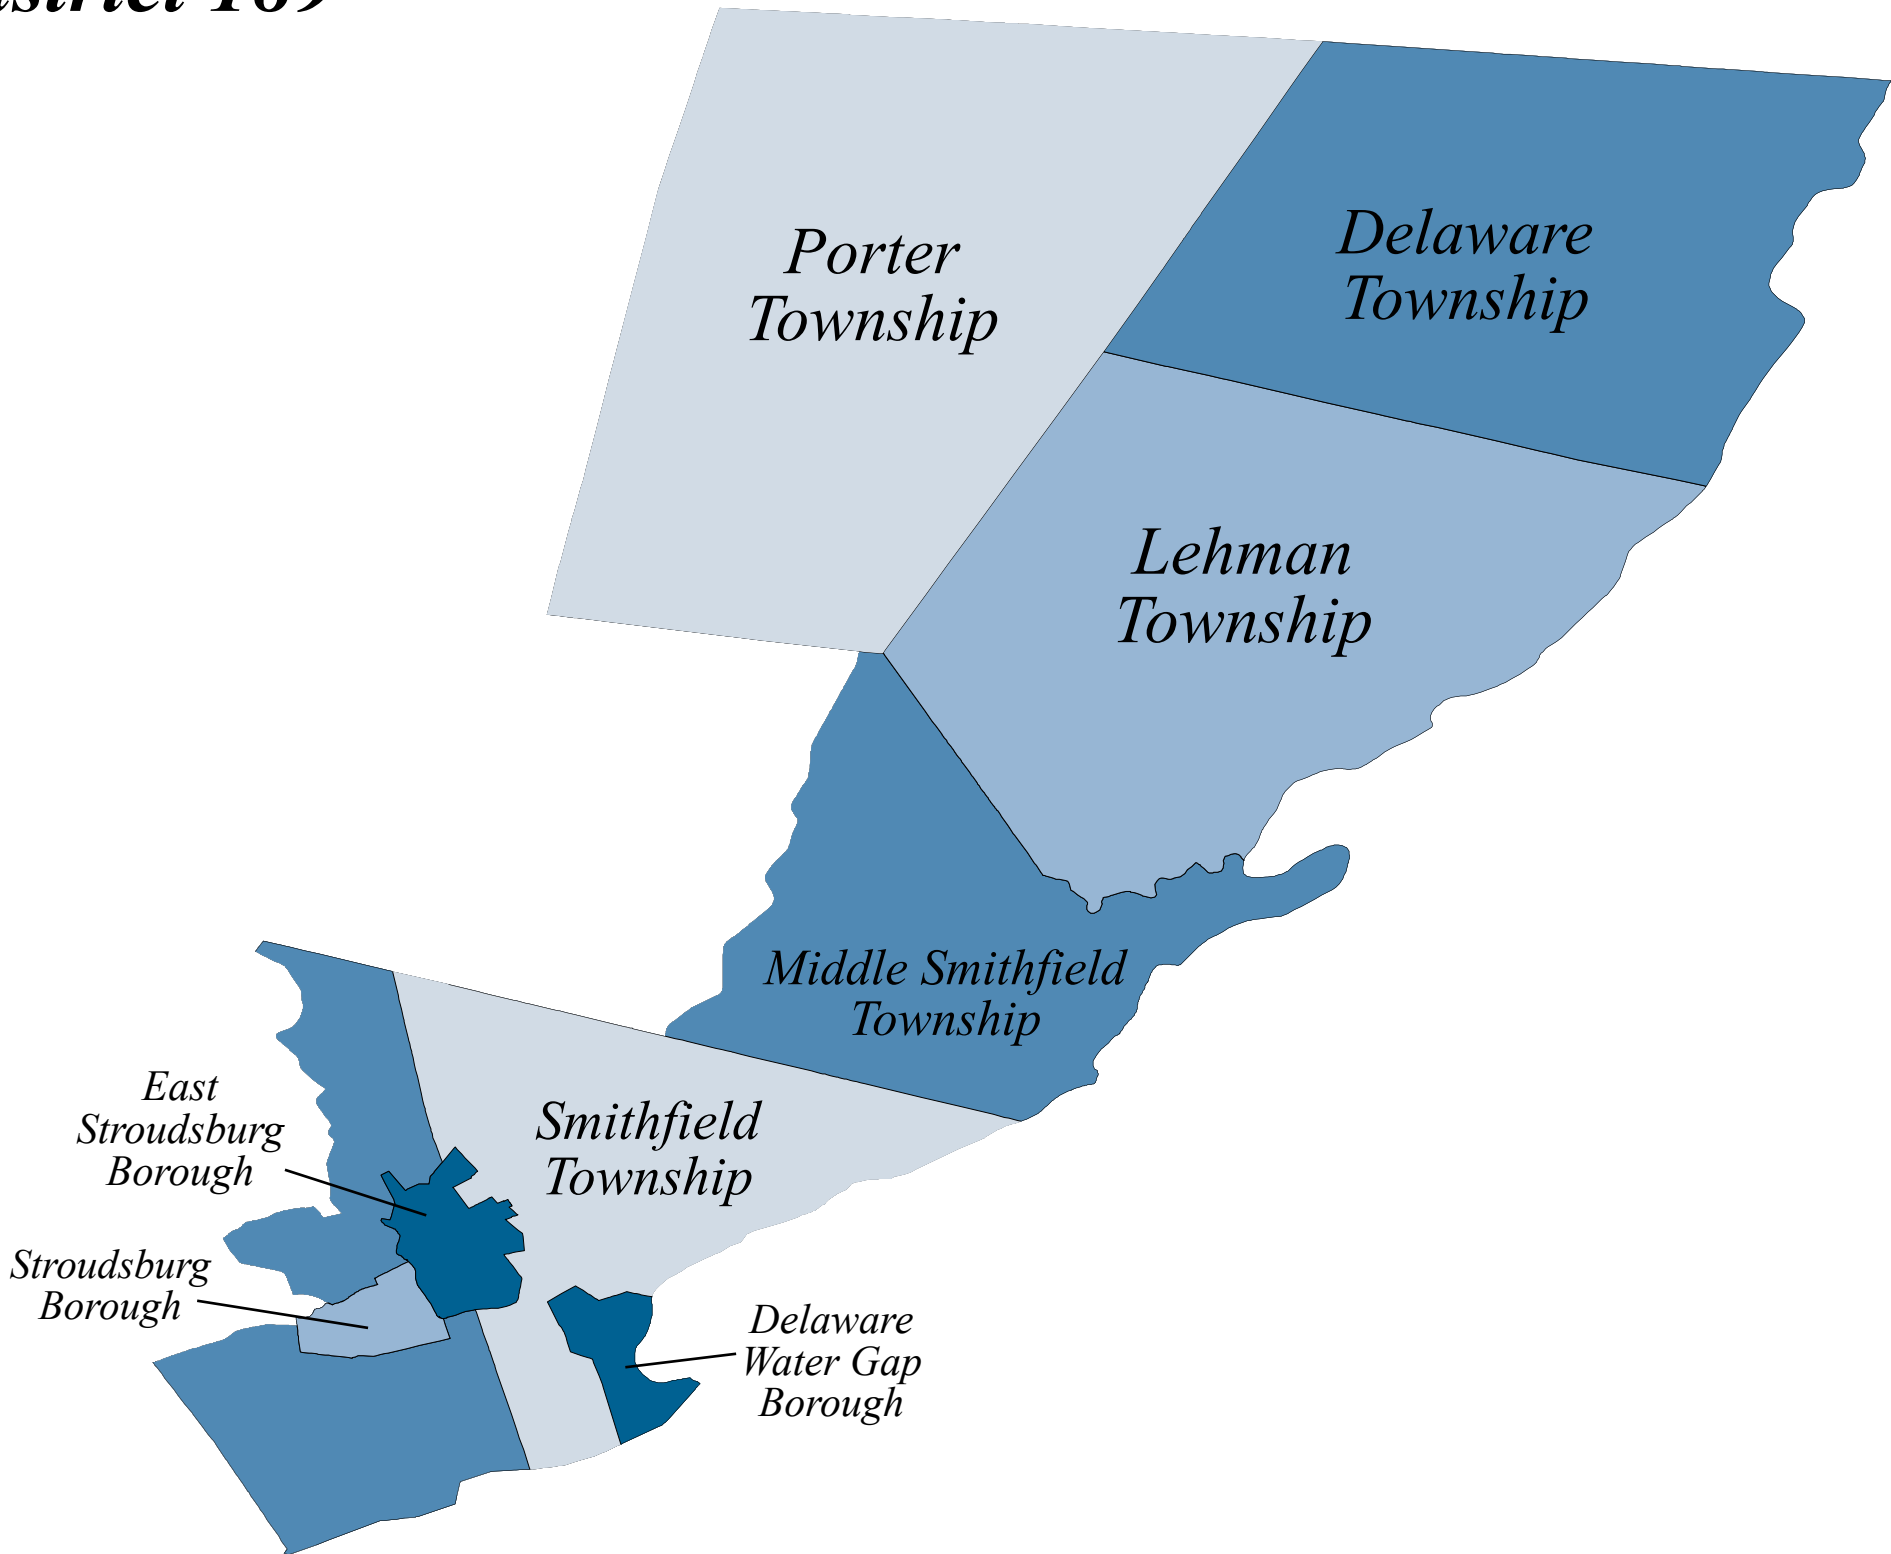 Porter
Township
Delaware
Township
Lehman
Township
Middle Smithfield
Township
Smithfield
Township
East
Stroudsburg
Borough
Stroudsburg
Borough
Delaware
Water Gap
Borough